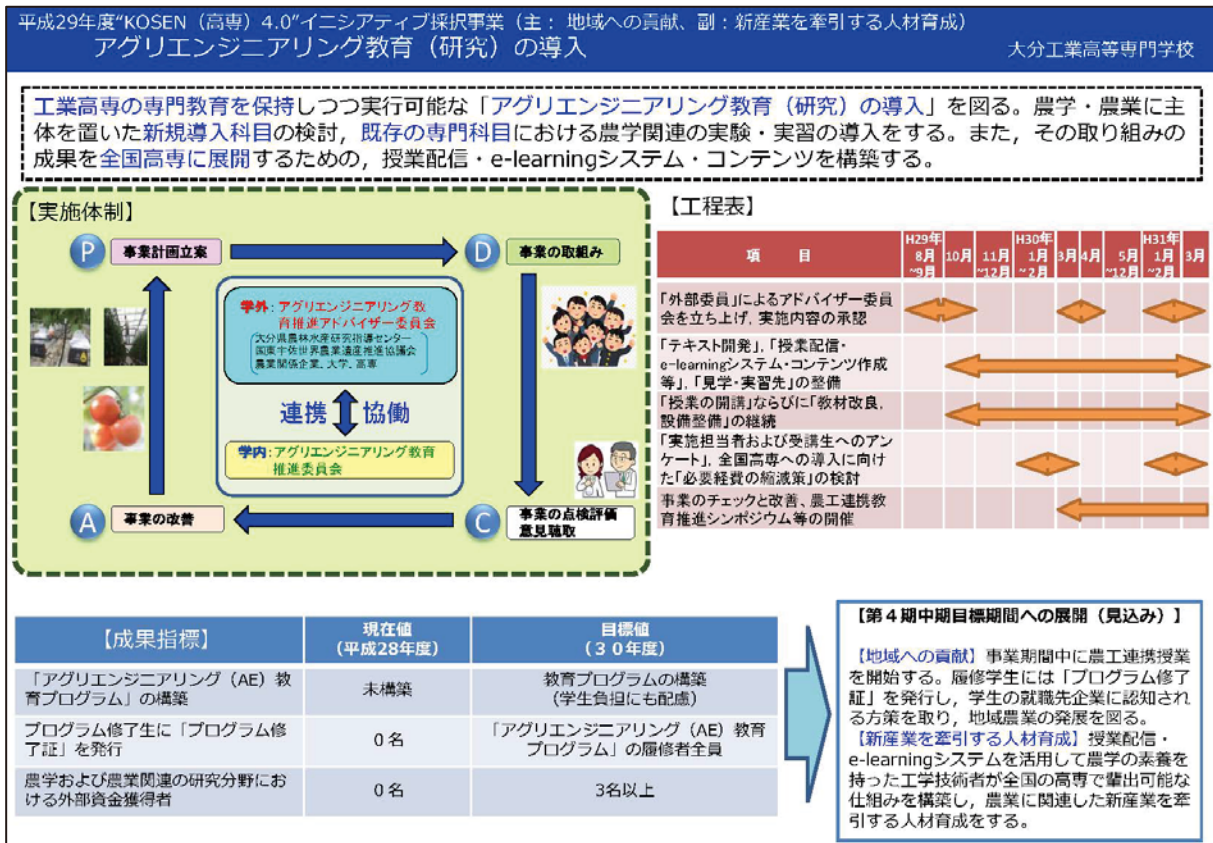 平成29年度“KOSEN（高専）4.0”イニシアティブ採択事業（主： 地域への貢献、副：新産業を牽引する人材育成）
アグリエンジニアリング教育（研究）の導入
大分工業高等専門学校
工業高専の専門教育を保持しつつ実行可能な「アグリエンジニアリング教育（研究）の導入」を図る。農学・農業に主
体を置いた新規導入科目の検討，既存の専門科目における農学関連の実験・実習の導入をする。また，その取り組みの
成果を全国高専に展開するための，授業配信・e-learningシステム・コンテンツを構築する。
【実施体制】
P 事業計画立案
D 事業の取組み
学外：アグリエンジニアリング教
育推進アドバイザー委員会
大分県農林水産研究指導センター
国東宇佐世界農業遺産推進協議会
農業関係企業、大学、高専
連携 協働
学内：アグリエンジニアリング教育
推進委員会
A 事業の改善
C 事業の点検評価
意見聴取
【工程表】
項　目
H29年
8月
~9月
10月
11月
~12月
H30年
1月
~2月
3月
4月
5月
~12月
H31年
1月
~2月
3月
「外部委員」によるアドバイザー委員
会を立ち上げ，実施内容の承認
「テキスト開発」，「授業配信・
e-learningシステム・コンテンツ作成
等」，「見学・実習先」の整備
「授業の開講」ならびに「教材改良，
設備整備」の継続
「実施担当者および受講生へのアン
ケート」，全国高専への導入に向け
た「必要経費の縮減策」の検討
事業のチェックと改善、農工連携教
育推進シンポジウム等の開催
【成果指標】
現在値
（平成28年度）
目標値
（３０年度）
「アグリエンジニアリング（AE）教
育プログラム」の構築
未構築
教育プログラムの構築
（学生負担にも配慮）
プログラム修了生に「プログラム修
了証」を発行
０名
「アグリエンジニアリング（AE）教育
プログラム」の履修者全員
農学および農業関連の研究分野にお
ける外部資金獲得者
０名
3名以上
【第４期中期目標期間への展開（見込み）】
【地域への貢献】事業期間中に農工連携授業
を開始する。履修学生には「プログラム修了
証」を発行し，学生の就職先企業に認知され
る方策を取り，地域農業の発展を図る。
【新産業を牽引する人材育成】授業配信・
e-learningシステムを活用して農学の素養を
持った工学技術者が全国の高専で輩出可能な
仕組みを構築し，農業に関連した新産業を牽
引する人材育成をする。